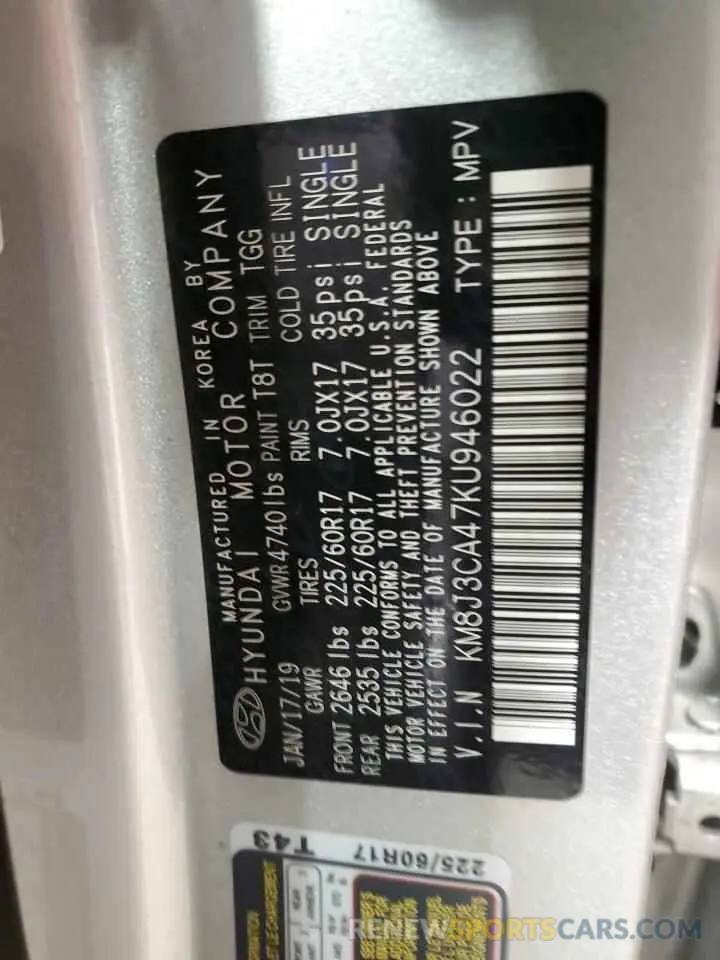 MANUFACTURED IN KOREA BY
HYUNDAI MOTOR COMPANY
JAN/17/19 GVWR 4740 lbs PAINT T8T TRIM TGG
GAWR TIRES RIMS COLD TIRE INFL
FRONT 2646 lbs 225/60R17 7.0JX17 35psi SINGLE
REAR 2535 lbs 225/60R17 7.0JX17 35psi SINGLE
THIS VEHICLE CONFORMS TO ALL APPLICABLE U.S.A. FEDERAL
MOTOR VEHICLE SAFETY AND THEFT PREVENTION STANDARDS
IN EFFECT ON THE DATE OF MANUFACTURE SHOWN ABOVE
V.I.N KM8J3CA47KU946022 TYPE : MPV
T43
225/60R17
RENEWSPORTSCARS.COM